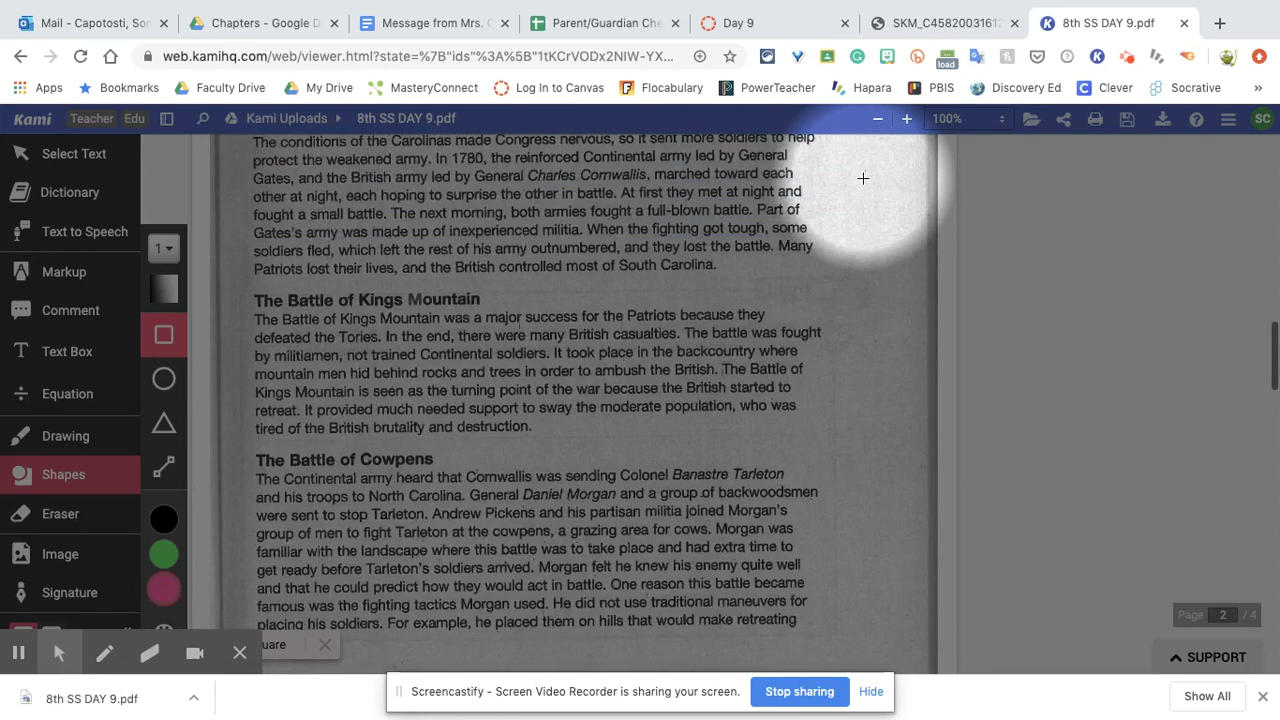 Mail - Capotosti, Son
Chapters - Google D
Message from Mrs. C
Parent/Guardian Che
Day 9
SKM_C45820031612
8th SS DAY 9.pdf
web.kamihq.com/web/viewer.html?state=%7B"ids"%3A%5B"1tKCrVODx2NIW-YX...
load
Apps
Bookmarks
Faculty Drive
My Drive
MasteryConnect
Log In to Canvas
Flocabulary
PowerTeacher
Hapara
PBIS
Discovery Ed
Clever
Socrative
Kami
Teacher
Edu
Kami Uploads
8th SS DAY 9.pdf
100%
SC
Select Text
Dictionary
Text to Speech
Markup
Comment
Text Box
Equation
Drawing
Shapes
Eraser
Image
Signature
1
The conditions of the Carolinas made Congress nervous, so it sent more soldiers to help
protect the weakened army. In 1780, the reinforced Continental army led by General
Gates, and the British army led by General Charles Cornwallis, marched toward each
other at night, each hoping to surprise the other in battle. At first they met at night and
fought a small battle. The next morning, both armies fought a full-blown battle. Part of
Gates's army was made up of inexperienced militia. When the fighting got tough, some
soldiers fled, which left the rest of his army outnumbered, and they lost the battle. Many
Patriots lost their lives, and the British controlled most of South Carolina.
The Battle of Kings Mountain
The Battle of Kings Mountain was a major success for the Patriots because they
defeated the Tories. In the end, there were many British casualties. The battle was fought
by militiamen, not trained Continental soldiers. It took place in the backcountry where
mountain men hid behind rocks and trees in order to ambush the British. The Battle of
Kings Mountain is seen as the turning point of the war because the British started to
retreat. It provided much needed support to sway the moderate population, who was
tired of the British brutality and destruction.
The Battle of Cowpens
The Continental army heard that Cornwallis was sending Colonel Banastre Tarleton
and his troops to North Carolina. General Daniel Morgan and a group of backwoodsmen
were sent to stop Tarleton. Andrew Pickens and his partisan militia joined Morgan's
group of men to fight Tarleton at the cowpens, a grazing area for cows. Morgan was
familiar with the landscape where this battle was to take place and had extra time to
get ready before Tarleton's soldiers arrived. Morgan felt he knew his enemy quite well
and that he could predict how they would act in battle. One reason this battle became
famous was the fighting tactics Morgan used. He did not use traditional maneuvers for
placing his soldiers. For example, he placed them on hills that would make retreating
Page 2 / 4
uare
SUPPORT
8th SS DAY 9.pdf
Screencastify - Screen Video Recorder is sharing your screen.
Stop sharing
Hide
Show All